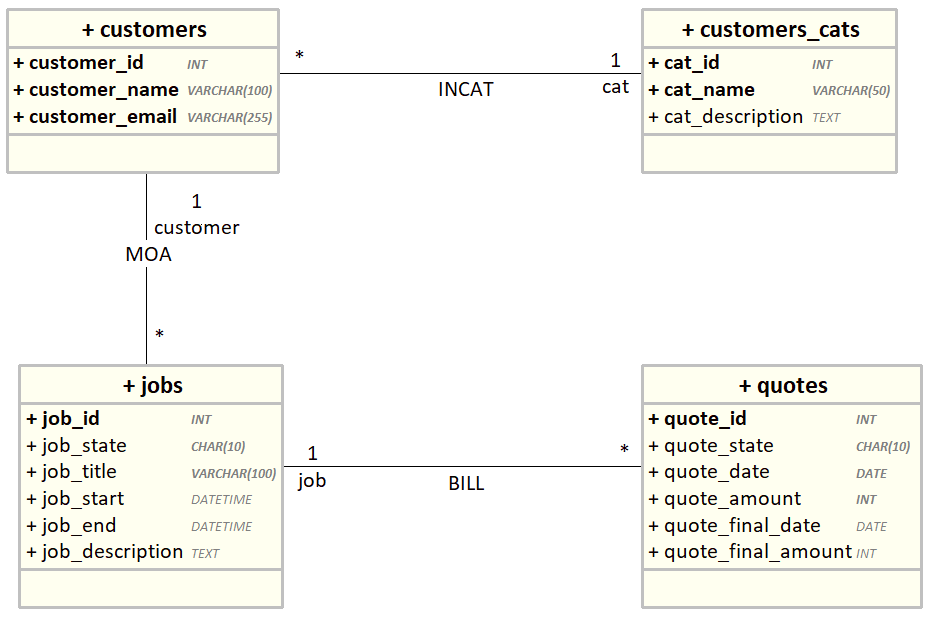 + customers
+ customer_id INT
+ customer_name VARCHAR(100)
+ customer_email VARCHAR(255)
*
INCAT
1
cat
+ customers_cats
+ cat_id INT
+ cat_name VARCHAR(50)
+ cat_description TEXT
1
customer
MOA
*
+ jobs
+ job_id INT
+ job_state CHAR(10)
+ job_title VARCHAR(100)
+ job_start DATETIME
+ job_end DATETIME
+ job_description TEXT
1
job
BILL
*
+ quotes
+ quote_id INT
+ quote_state CHAR(10)
+ quote_date DATE
+ quote_amount INT
+ quote_final_date DATE
+ quote_final_amount INT